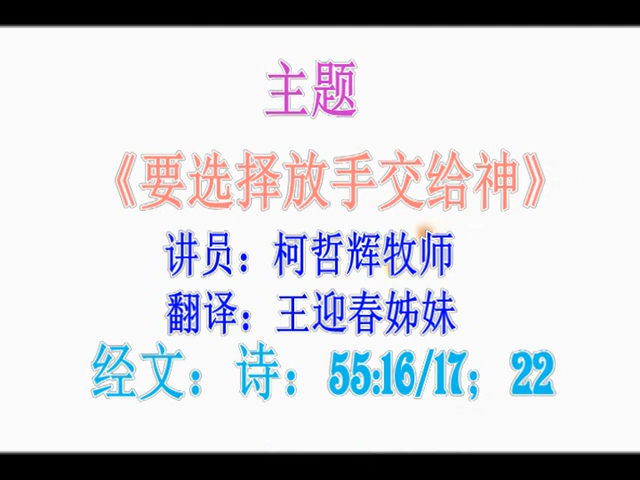 主题
《要选择放手交给神》
讲员：柯哲辉牧师
翻译：王迎春姊妹
经文：诗：55:16/17；22